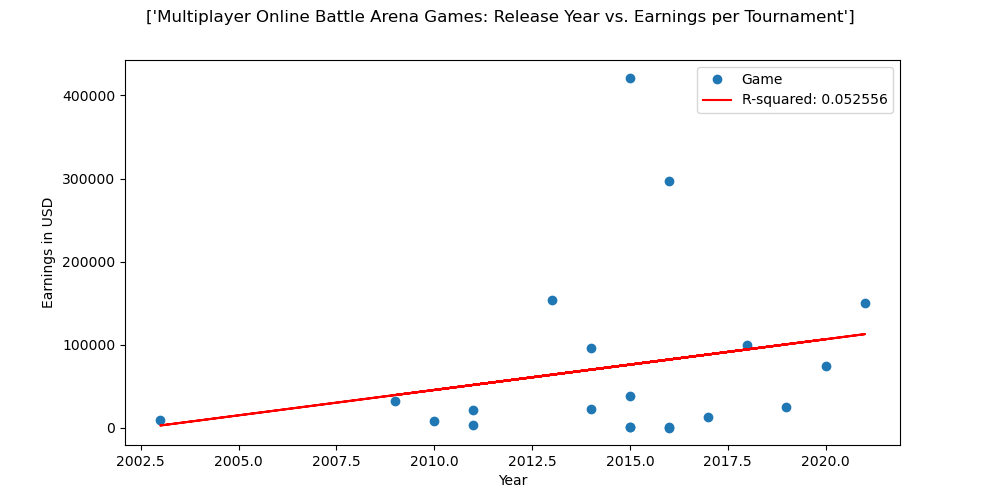 ['Multiplayer Online Battle Arena Games: Release Year vs. Earnings per Tournament']
Game
R-squared: 0.052556
400000
300000
200000
100000
0
Earnings in USD
2002.5 2005.0 2007.5 2010.0 2012.5 2015.0 2017.5 2020.0
Year